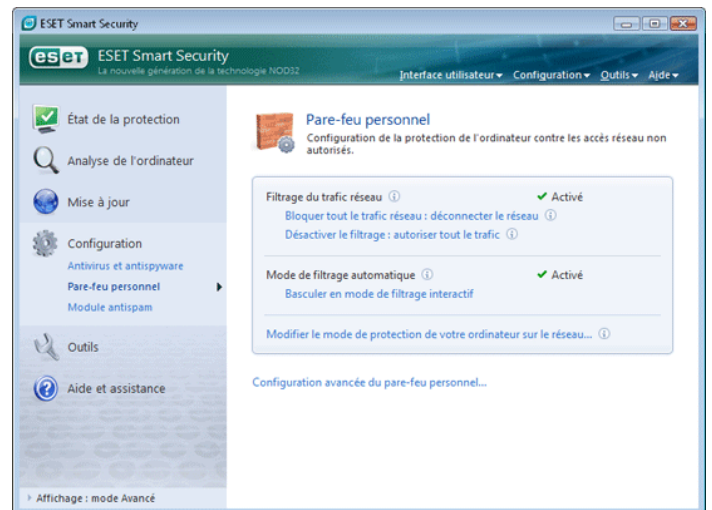 ESET Smart Security
eset ESET Smart Security
La nouvelle génération de la technologie NOD32
Interface utilisateur Configuration Outils Aide
État de la protection
Analyse de l'ordinateur
Mise à jour
Configuration
Antivirus et antispyware
Pare-feu personnel
Module antispam
Outils
Aide et assistance
Affichage : mode Avancé
Pare-feu personnel
Configuration de la protection de l'ordinateur contre les accès réseau non
autorisés.
Filtrage du trafic réseau Activé
Bloquer tout le trafic réseau : déconnecter le réseau
Désactiver le filtrage : autoriser tout le trafic
Mode de filtrage automatique Activé
Basculer en mode de filtrage interactif
Modifier le mode de protection de votre ordinateur sur le réseau...
Configuration avancée du pare-feu personnel...